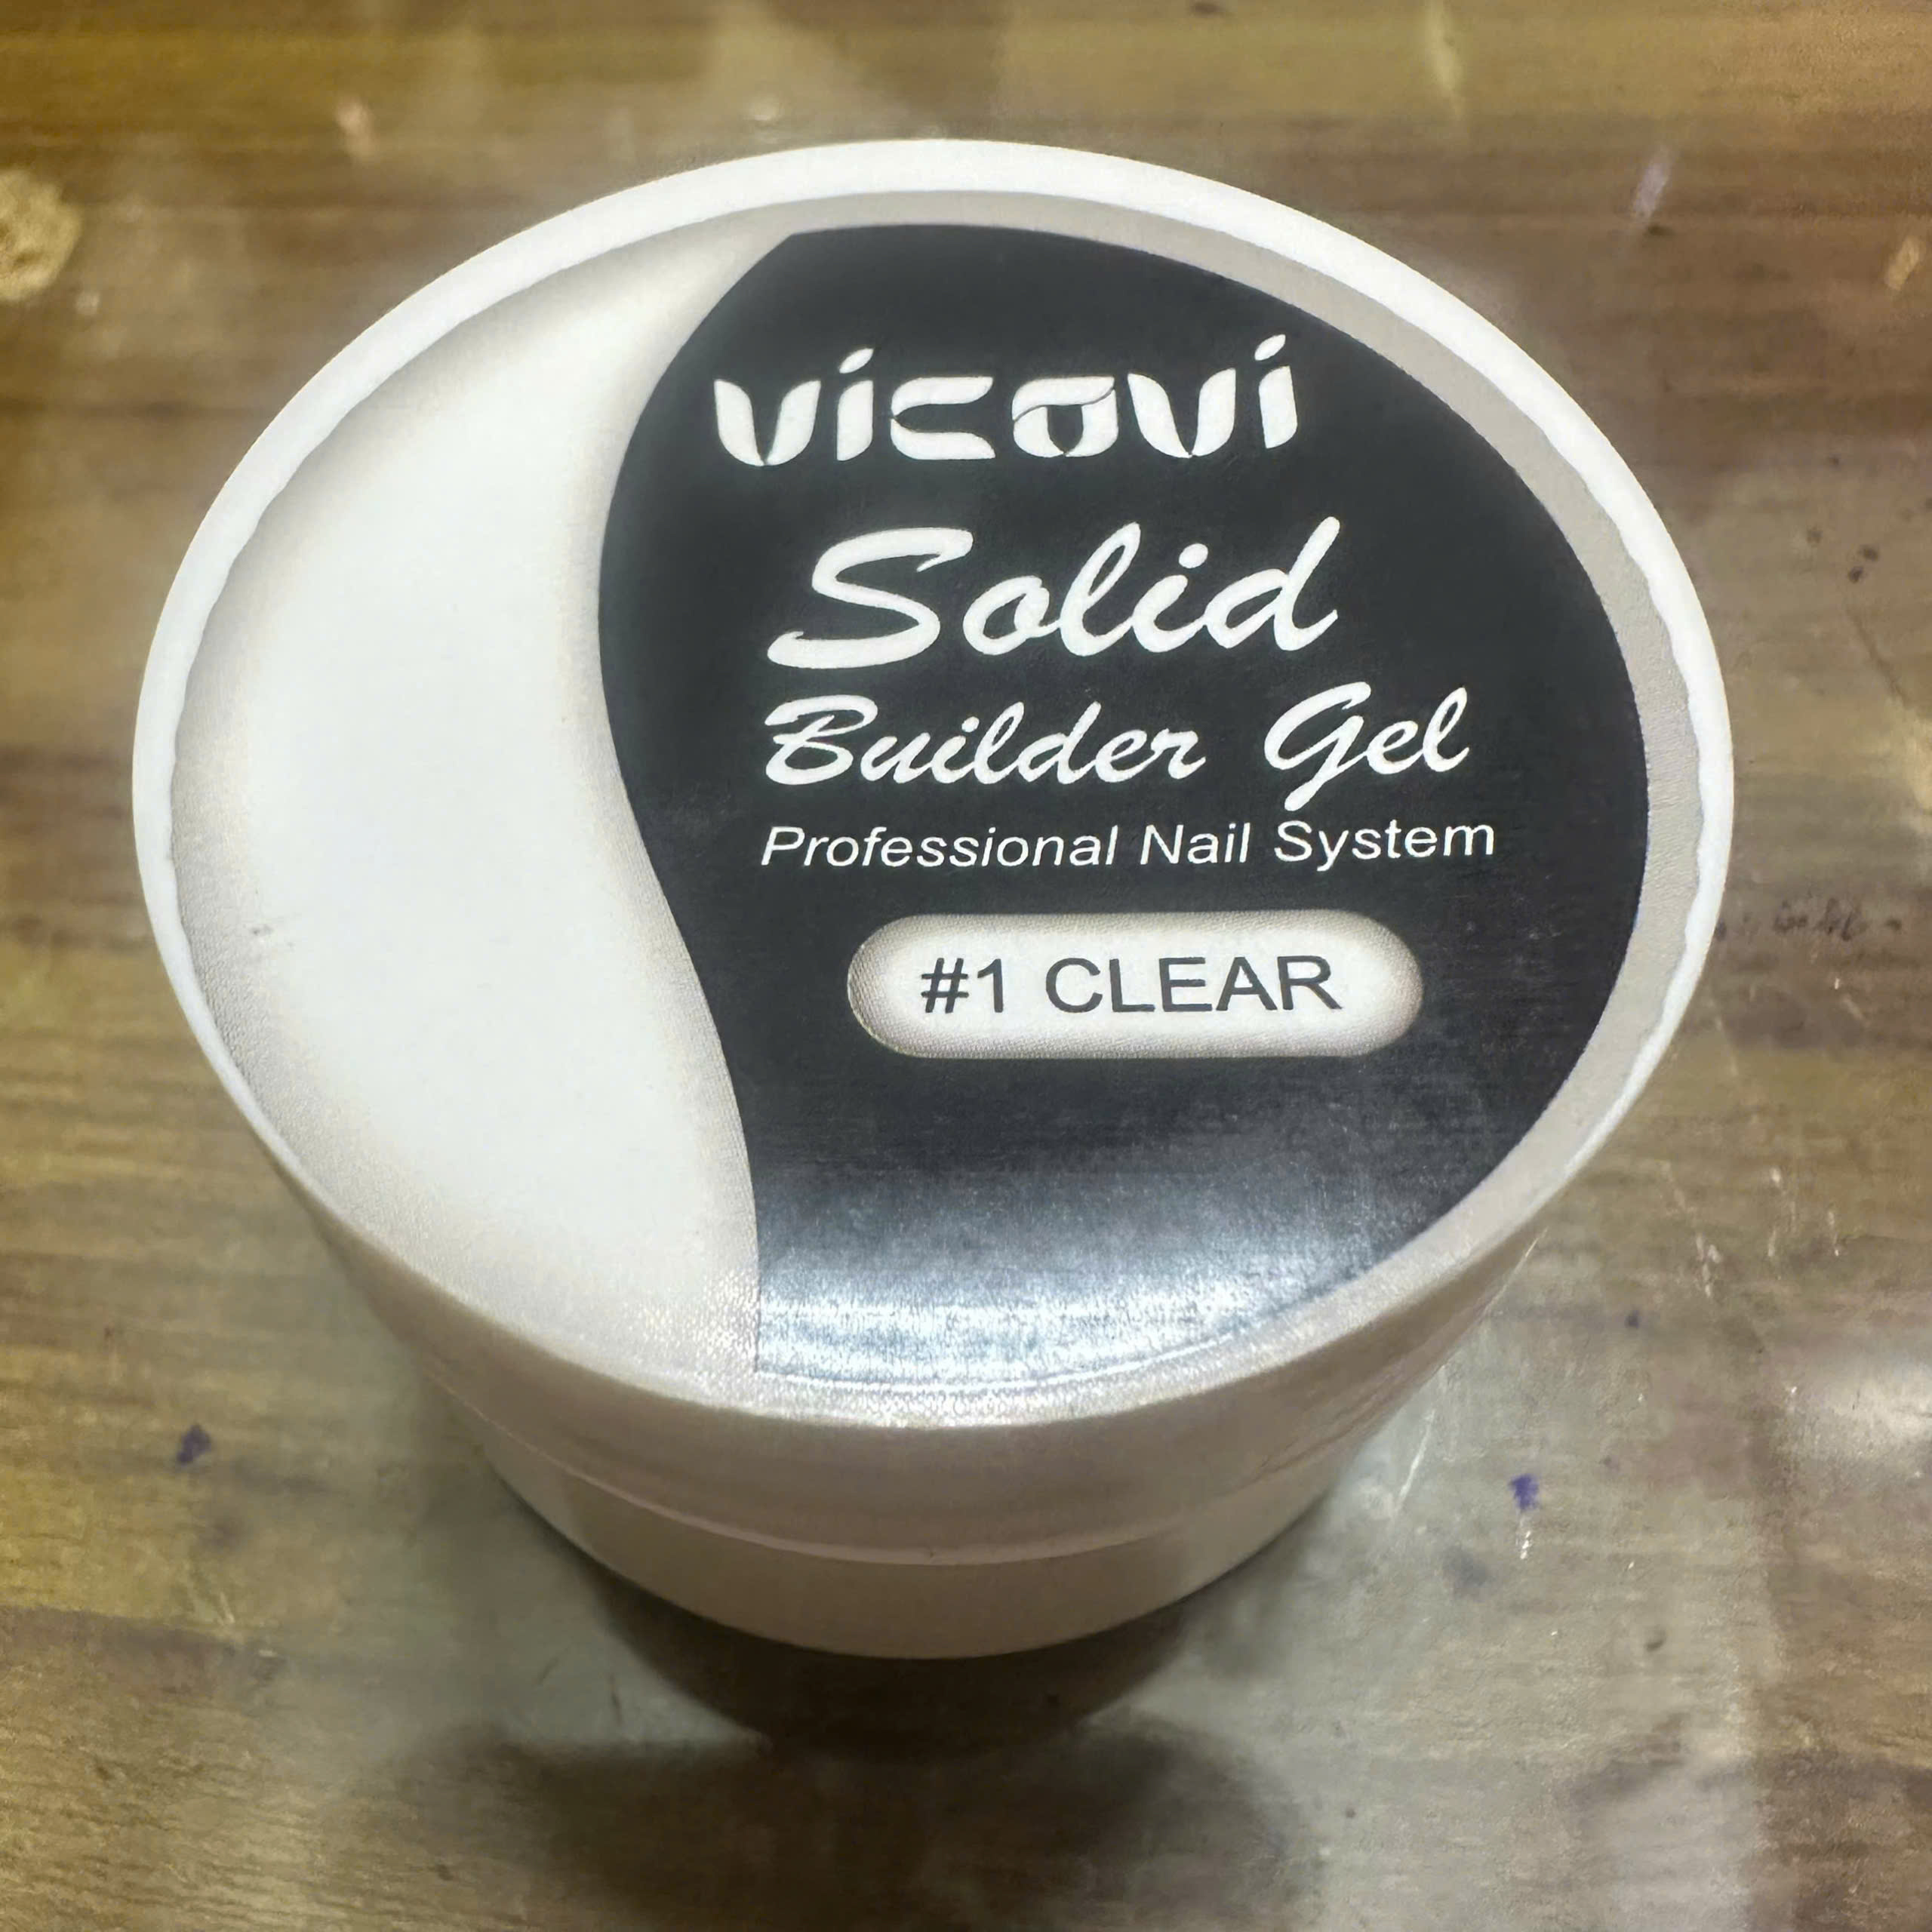 vicovi
Solid
Builder Gel
Professional Nail System
#1 CLEAR